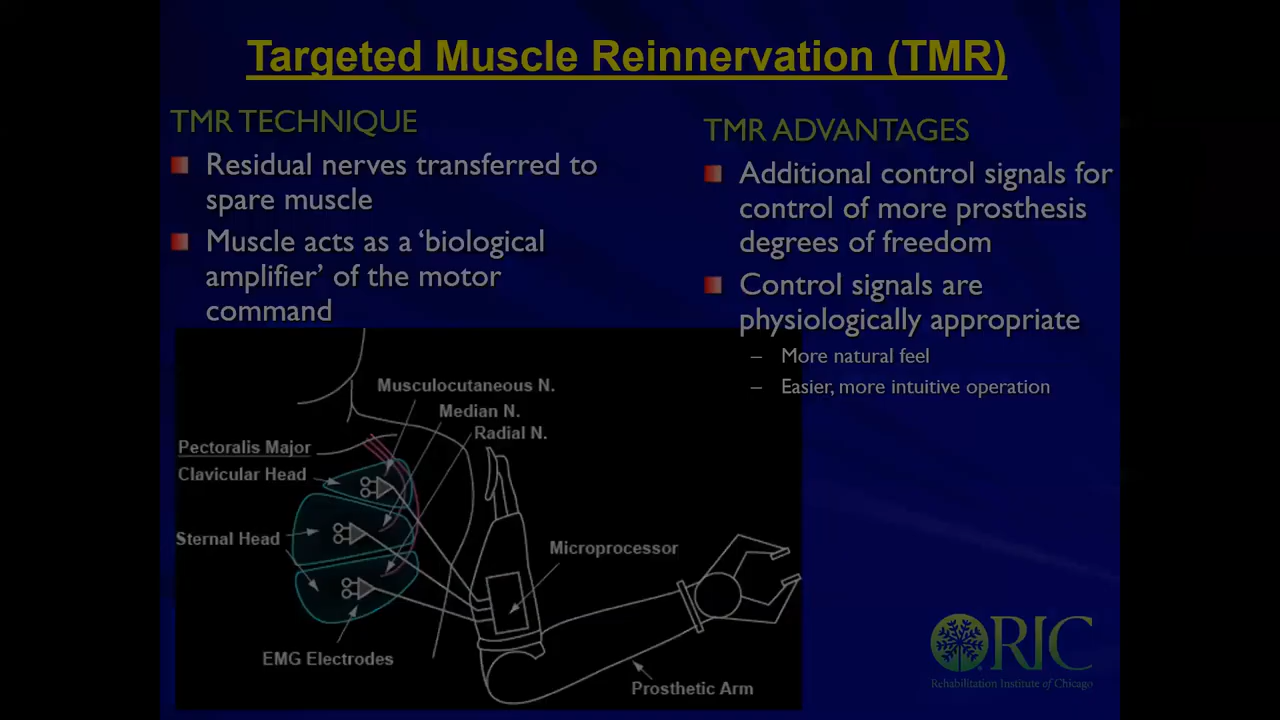 Targeted Muscle Reinnervation (TMR)
TMR TECHNIQUE
Residual nerves transferred to
spare muscle
Muscle acts as a ‘biological
amplifier’ of the motor
command
TMR ADVANTAGES
Additional control signals for
control of more prosthesis
degrees of freedom
Control signals are
physiologically appropriate
– More natural feel
– Easier, more intuitive operation
Musculocutaneous N.
Median N.
Radial N.
Pectoralis Major
Clavicular Head
Sternal Head
Microprocessor
EMG Electrodes
Prosthetic Arm
RIC
Rehabilitation Institute of Chicago